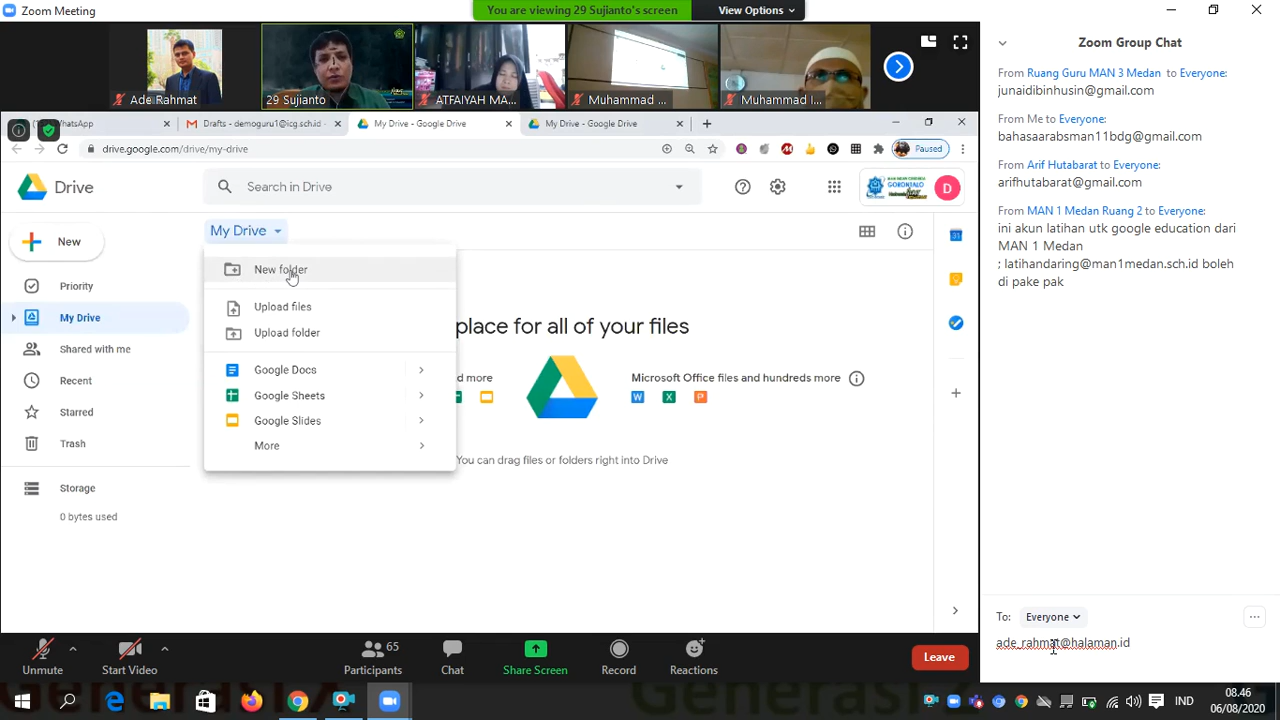 Zoom Meeting
You are viewing 29 Sujianto's screen
View Options
Ade Rahmat
29 Sujianto
ATFAIYAH MA...
Muhammad ...
Muhammad I...
WhatsApp
Drafts - demoguru1@icg.sch.id -
My Drive - Google Drive
My Drive - Google Drive
drive.google.com/drive/my-drive
Paused
Drive
Search in Drive
GORONTALO
D
New
My Drive
Priority
My Drive
Shared with me
Recent
Starred
Trash
Storage
0 bytes used
New folder
Upload files
Upload folder
Google Docs
Google Sheets
Google Slides
More
place for all of your files
d more
Microsoft Office files and hundreds more
W
X
P
You can drag files or folders right into Drive
31
Zoom Group Chat
From Ruang Guru MAN 3 Medan to Everyone:
junaidibinhusin@gmail.com
From Me to Everyone:
bahasaarabsman11bdg@gmail.com
From Arif Hutabarat to Everyone:
arifhutabarat@gmail.com
From MAN 1 Medan Ruang 2 to Everyone:
ini akun latihan utk google education dari
MAN 1 Medan
; latihandaring@man1medan.sch.id boleh
di pake pak
To: Everyone
ade_rahmat@halaman.id
Unmute
Start Video
65
Participants
Chat
Share Screen
Record
Reactions
Leave
IND
08.46
06/08/2020